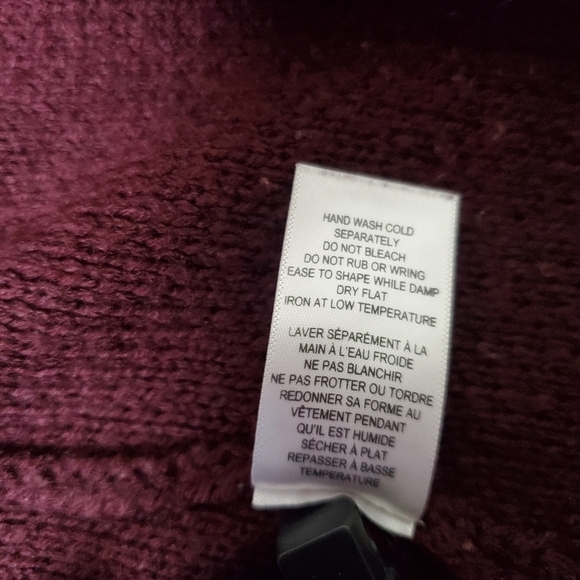 HAND WASH COLD
SEPARATELY
DO NOT BLEACH
DO NOT RUB OR WRING
EASE TO SHAPE WHILE DAMP
DRY FLAT
IRON AT LOW TEMPERATURE
LAVER SÉPARÉMENT À LA
MAIN À L'EAU FROIDE
NE PAS BLANCHIR
NE PAS FROTTER OU TORDRE
REDONNER SA FORME AU
VÊTEMENT PENDANT
QU'IL EST HUMIDE
SÉCHER À PLAT
REPASSER À BASSE
TEMPERATURE